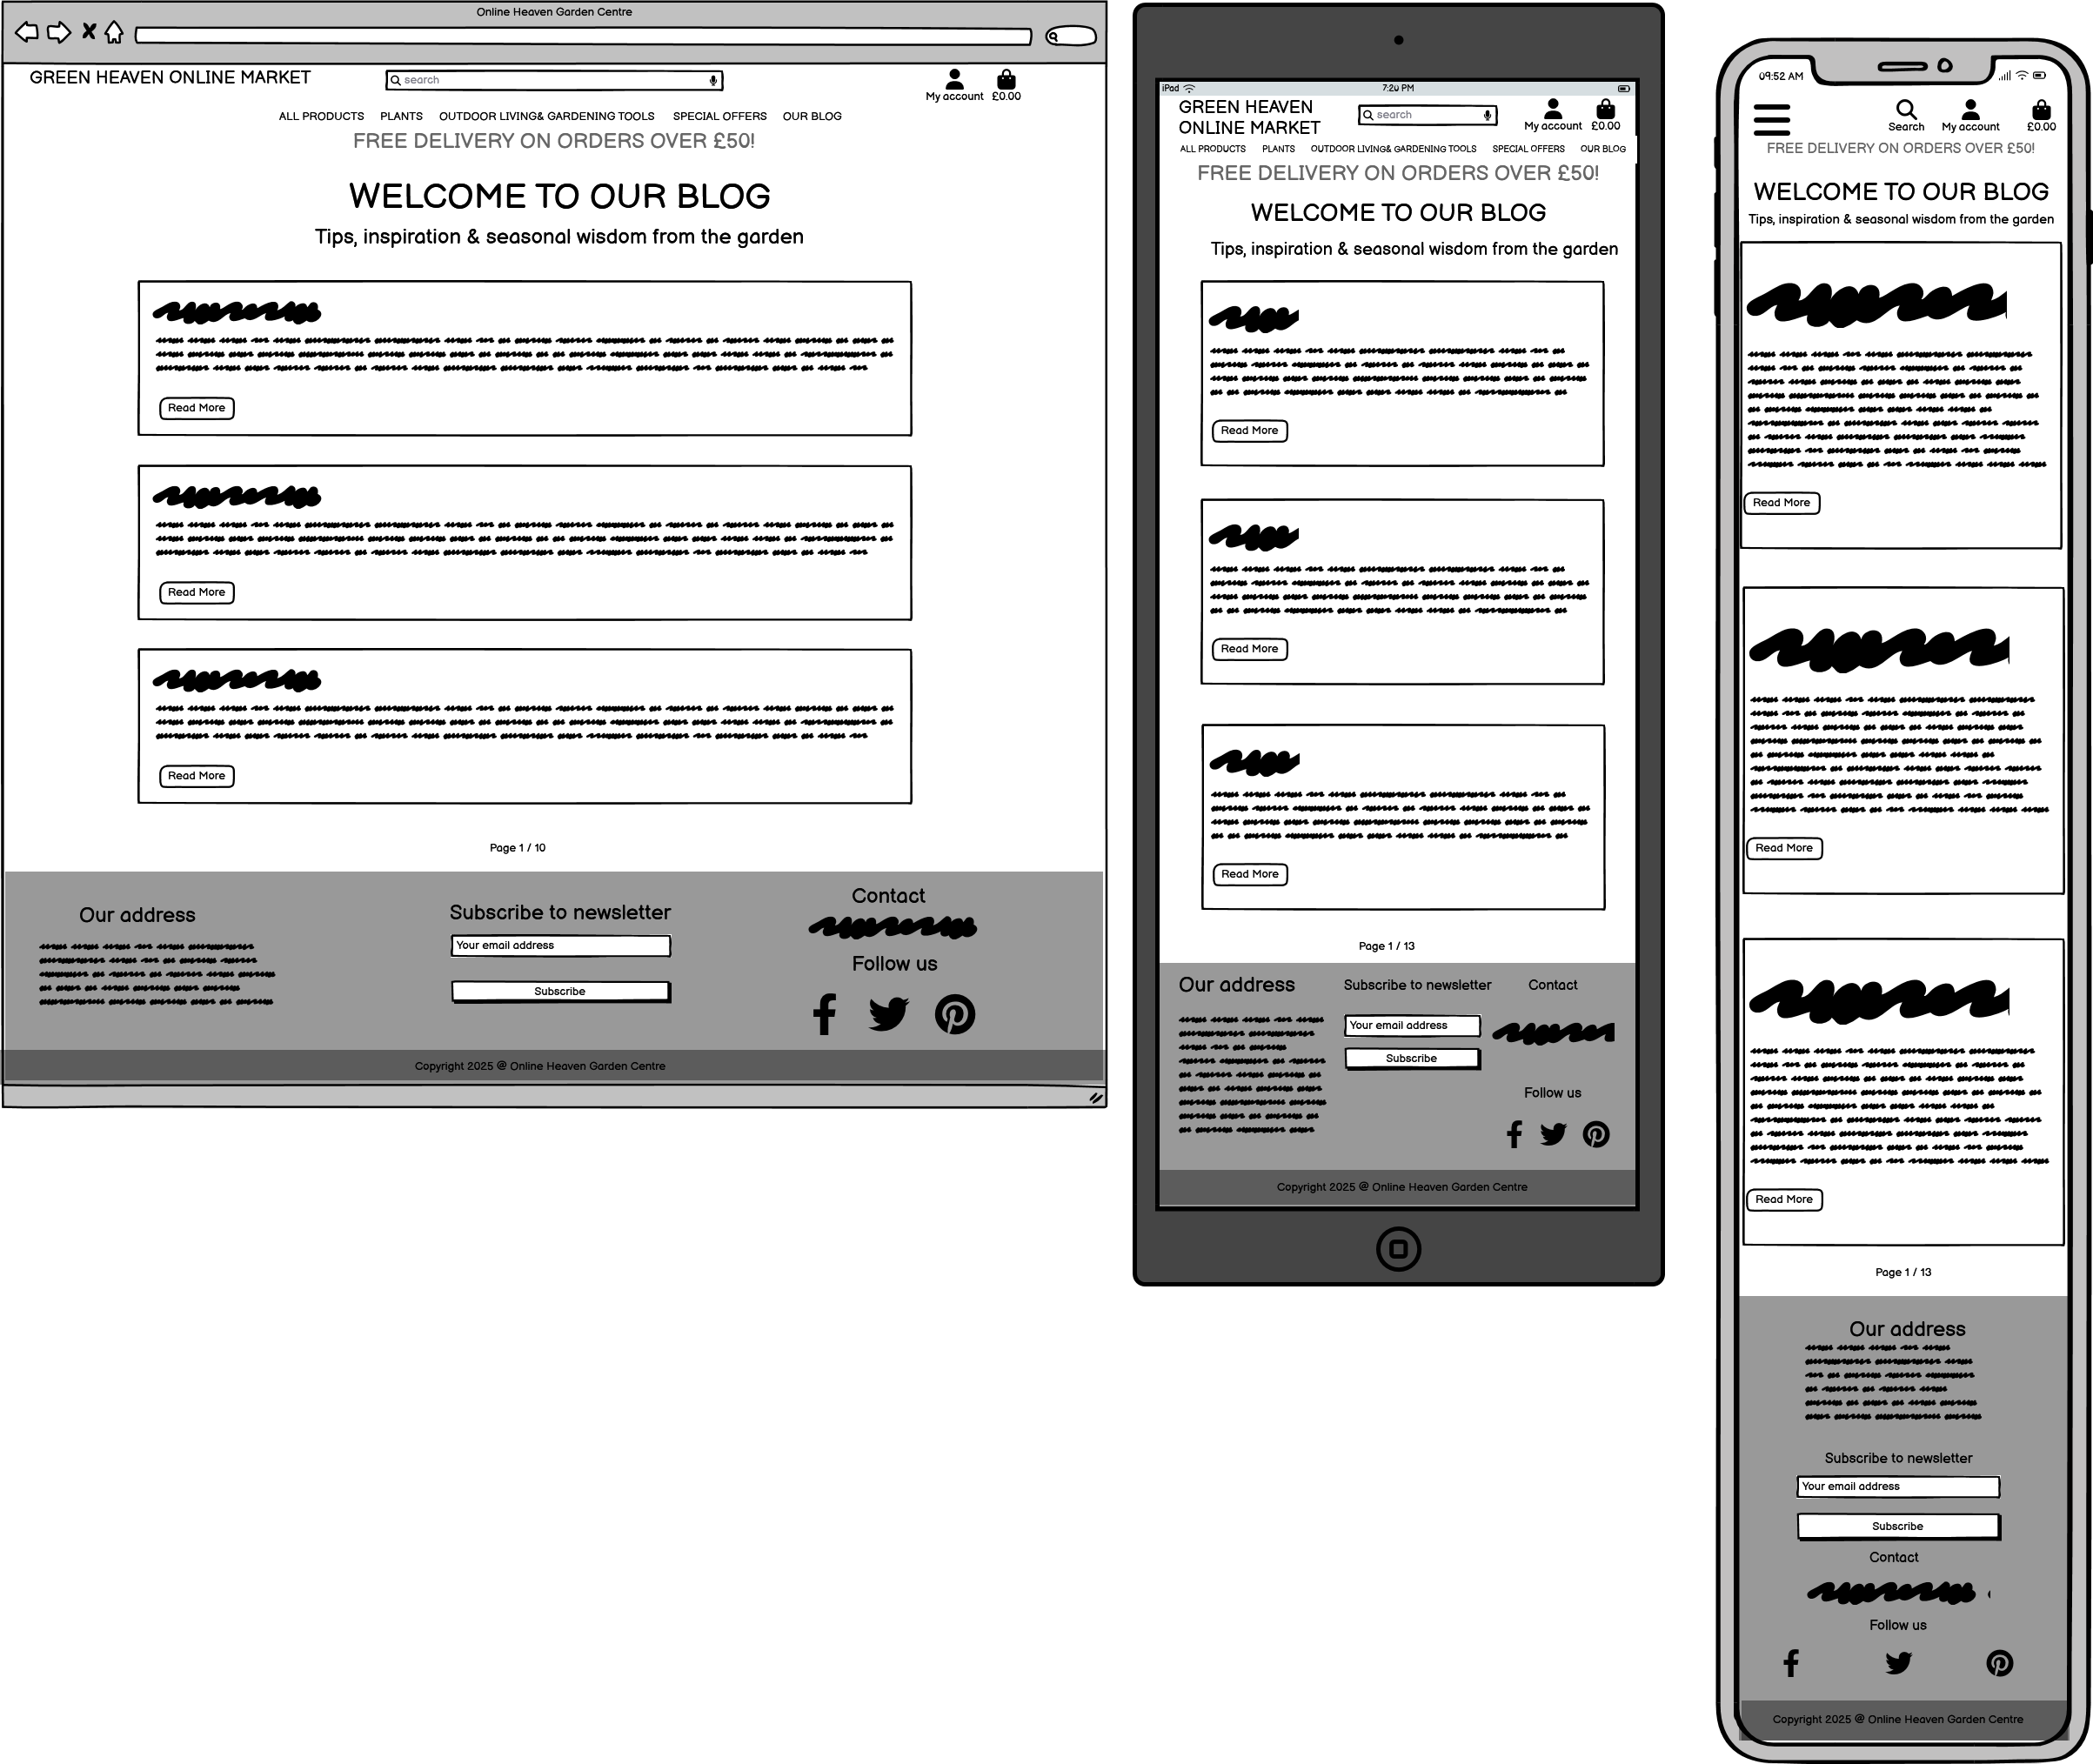 Online Heaven Garden Centre
GREEN HEAVEN ONLINE MARKET
search
My account £0.00
ALL PRODUCTS PLANTS OUTDOOR LIVING& GARDENING TOOLS SPECIAL OFFERS OUR BLOG
FREE DELIVERY ON ORDERS OVER £50!
WELCOME TO OUR BLOG
Tips, inspiration & seasonal wisdom from the garden
Read More
Read More
Read More
Page 1 / 10
Our address
Subscribe to newsletter
Your email address
Subscribe
Contact
Follow us
Copyright 2025 @ Online Heaven Garden Centre
iPad 7:20 PM
GREEN HEAVEN
ONLINE MARKET
search
My account £0.00
ALL PRODUCTS PLANTS OUTDOOR LIVING& GARDENING TOOLS SPECIAL OFFERS OUR BLOG
FREE DELIVERY ON ORDERS OVER £50!
WELCOME TO OUR BLOG
Tips, inspiration & seasonal wisdom from the garden
Read More
Read More
Read More
Page 1 / 13
Our address
Subscribe to newsletter
Your email address
Subscribe
Contact
Follow us
Copyright 2025 @ Online Heaven Garden Centre
09:52 AM
Search My account £0.00
FREE DELIVERY ON ORDERS OVER £50!
WELCOME TO OUR BLOG
Tips, inspiration & seasonal wisdom from the garden
Read More
Read More
Read More
Page 1 / 13
Our address
Subscribe to newsletter
Your email address
Subscribe
Contact
Follow us
Copyright 2025 @ Online Heaven Garden Centre